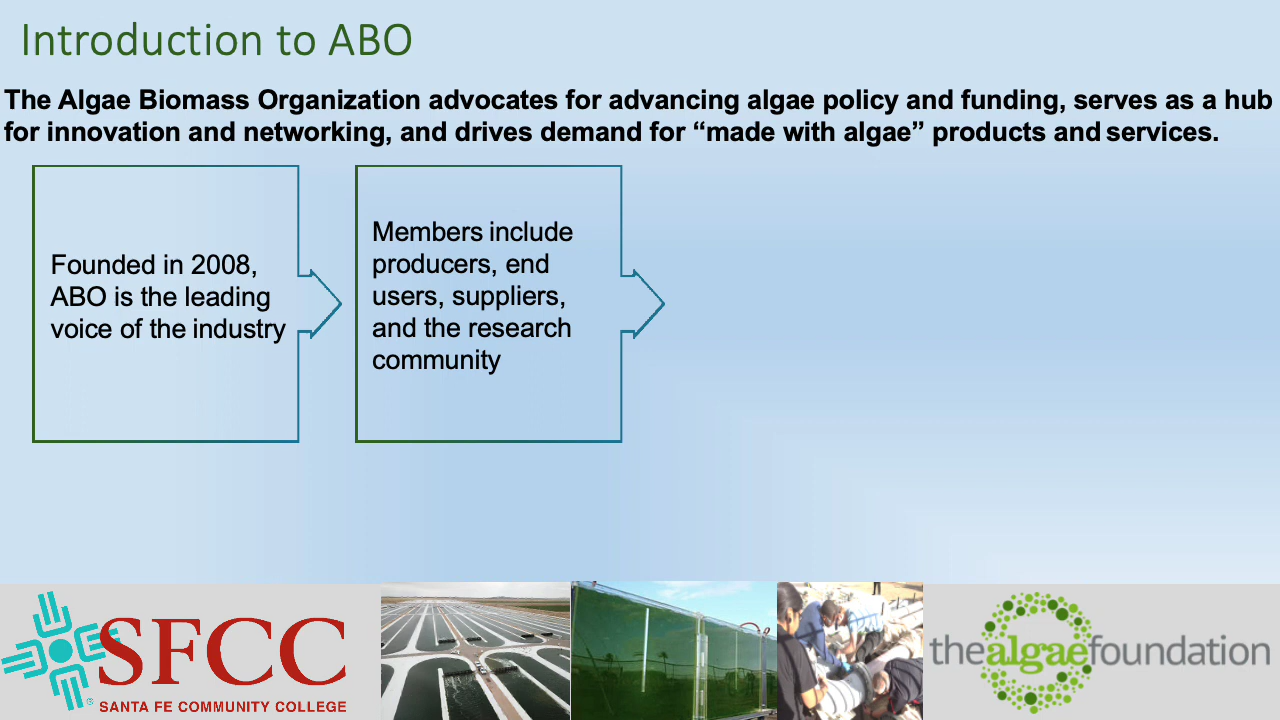 Introduction to ABO
The Algae Biomass Organization advocates for advancing algae policy and funding, serves as a hub
for innovation and networking, and drives demand for “made with algae” products and services.
Founded in 2008,
ABO is the leading
voice of the industry
Members include
producers, end
users, suppliers,
and the research
community
SFCC
®
SANTA FE COMMUNITY COLLEGE
thealgaefoundation